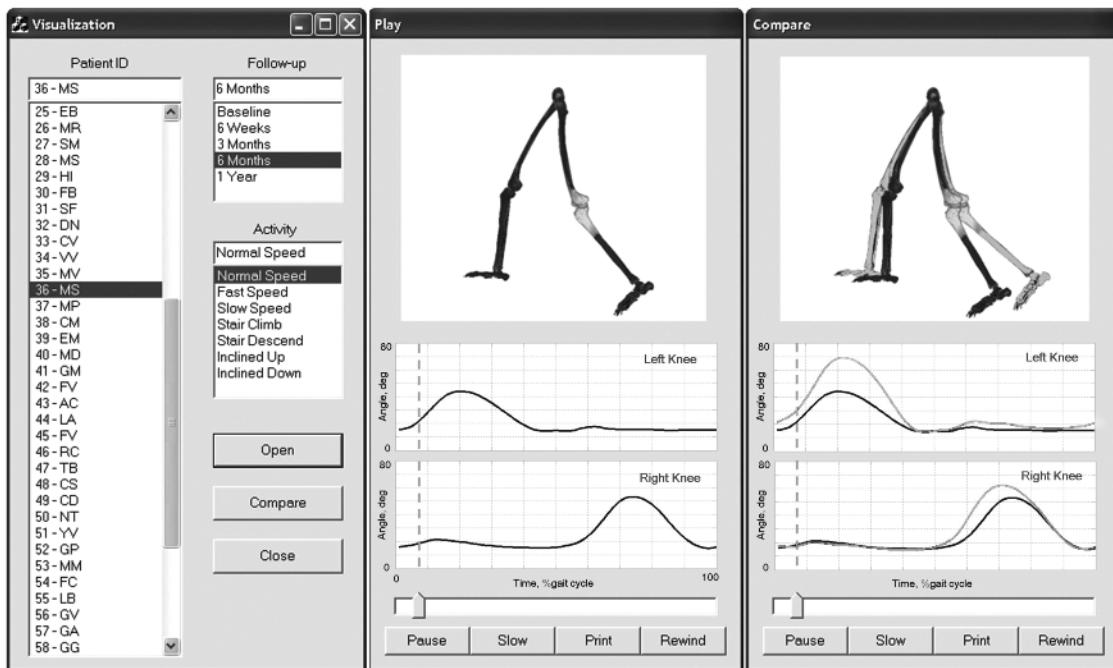 Visualization
Patient ID
36 - MS
25 - EB
26 - MR
27 - SM
28 - MS
29 - HI
30 - FB
31 - SF
32 - DN
33 - CV
34 - VV
35 - MV
36 - MS
37 - MP
38 - CM
39 - EM
40 - MD
41 - GM
42 - FV
43 - AC
44 - LA
45 - FV
46 - RC
47 - TB
48 - CS
49 - CD
50 - NT
51 - YV
52 - GP
53 - MM
54 - FC
55 - LB
56 - GV
57 - GA
58 - GG
Follow-up
6 Months
Baseline
6 Weeks
3 Months
6 Months
1 Year
Activity
Normal Speed
Normal Speed
Fast Speed
Slow Speed
Stair Climb
Stair Descend
Inclined Up
Inclined Down
Open
Compare
Close
Play
80
Angle, deg
0
Left Knee
80
Angle, deg
0
Right Knee
0
Time, %gait cycle
100
Pause
Slow
Print
Rewind
Compare
80
Angle, deg
0
Left Knee
80
Angle, deg
0
Right Knee
Time, %gait cycle
Pause
Slow
Print
Rewind